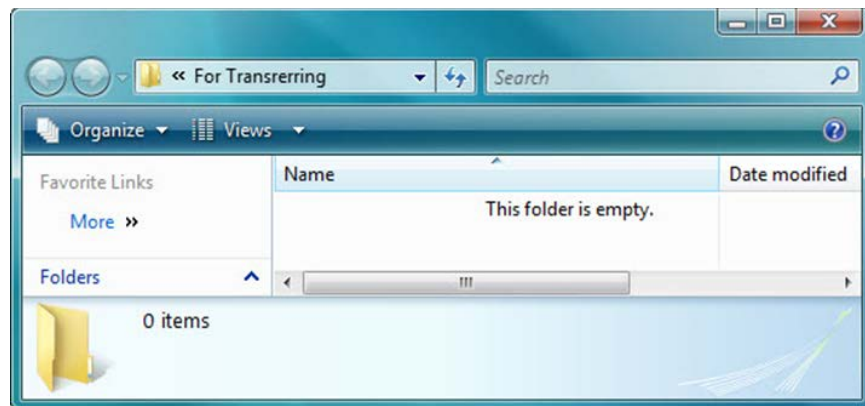 « For Transrerring
Search
Organize Views
Favorite Links
More »
Folders
Name Date modified
This folder is empty.
0 items